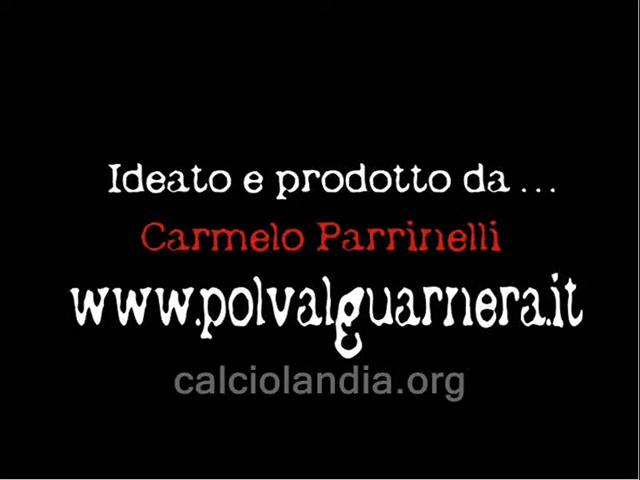 Ideato e prodotto da ...
Carmelo Parrinelli
www.polvalguarnera.it
calciolandia.org